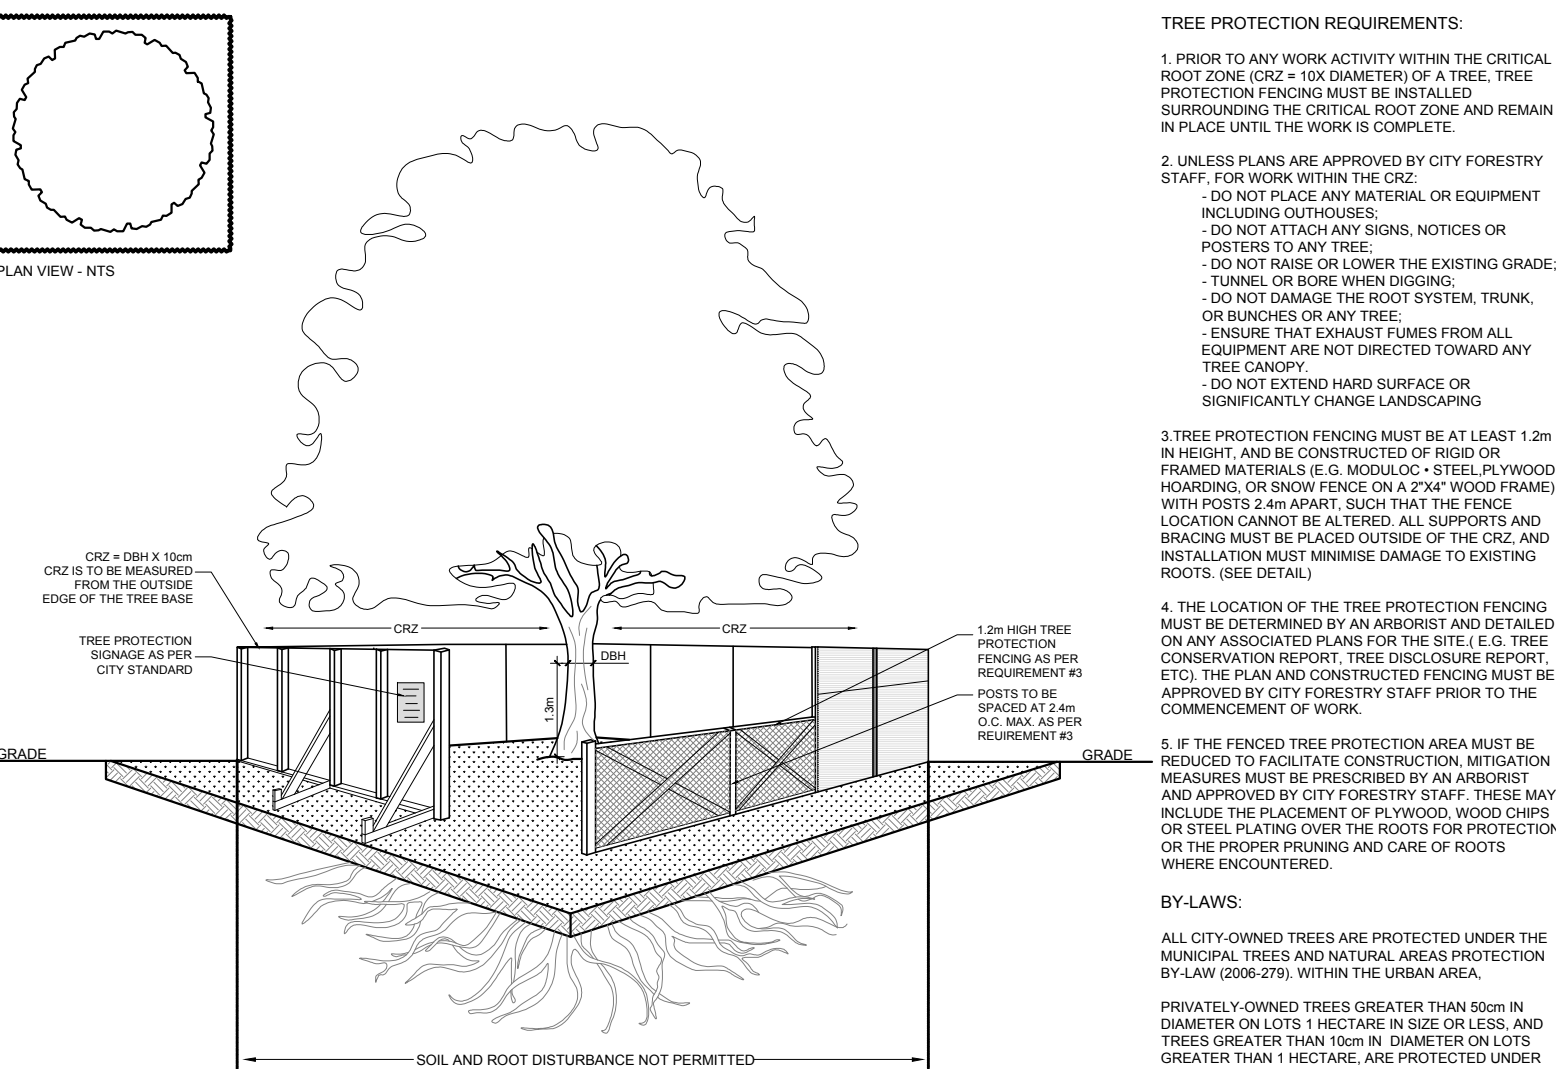 PLAN VIEW - NTS
CRZ = DBH X 10cm
CRZ IS TO BE MEASURED
FROM THE OUTSIDE
EDGE OF THE TREE BASE
TREE PROTECTION
SIGNAGE AS PER
CITY STANDARD
CRZ
CRZ
DBH
1.3m
1.2m HIGH TREE
PROTECTION
FENCING AS PER
REQUIREMENT #3
POSTS TO BE
SPACED AT 2.4m
O.C. MAX. AS PER
REUIREMENT #3
GRADE
GRADE
SOIL AND ROOT DISTURBANCE NOT PERMITTED
TREE PROTECTION REQUIREMENTS:
1. PRIOR TO ANY WORK ACTIVITY WITHIN THE CRITICAL
ROOT ZONE (CRZ = 10X DIAMETER) OF A TREE, TREE
PROTECTION FENCING MUST BE INSTALLED
SURROUNDING THE CRITICAL ROOT ZONE AND REMAIN
IN PLACE UNTIL THE WORK IS COMPLETE.
2. UNLESS PLANS ARE APPROVED BY CITY FORESTRY
STAFF, FOR WORK WITHIN THE CRZ:
- DO NOT PLACE ANY MATERIAL OR EQUIPMENT
INCLUDING OUTHOUSES;
- DO NOT ATTACH ANY SIGNS, NOTICES OR
POSTERS TO ANY TREE;
- DO NOT RAISE OR LOWER THE EXISTING GRADE;
- TUNNEL OR BORE WHEN DIGGING;
- DO NOT DAMAGE THE ROOT SYSTEM, TRUNK,
OR BUNCHES OR ANY TREE;
- ENSURE THAT EXHAUST FUMES FROM ALL
EQUIPMENT ARE NOT DIRECTED TOWARD ANY
TREE CANOPY.
- DO NOT EXTEND HARD SURFACE OR
SIGNIFICANTLY CHANGE LANDSCAPING
3.TREE PROTECTION FENCING MUST BE AT LEAST 1.2m
IN HEIGHT, AND BE CONSTRUCTED OF RIGID OR
FRAMED MATERIALS (E.G. MODULOC • STEEL,PLYWOOD
HOARDING, OR SNOW FENCE ON A 2"X4" WOOD FRAME)
WITH POSTS 2.4m APART, SUCH THAT THE FENCE
LOCATION CANNOT BE ALTERED. ALL SUPPORTS AND
BRACING MUST BE PLACED OUTSIDE OF THE CRZ, AND
INSTALLATION MUST MINIMISE DAMAGE TO EXISTING
ROOTS. (SEE DETAIL)
4. THE LOCATION OF THE TREE PROTECTION FENCING
MUST BE DETERMINED BY AN ARBORIST AND DETAILED
ON ANY ASSOCIATED PLANS FOR THE SITE.( E.G. TREE
CONSERVATION REPORT, TREE DISCLOSURE REPORT,
ETC). THE PLAN AND CONSTRUCTED FENCING MUST BE
APPROVED BY CITY FORESTRY STAFF PRIOR TO THE
COMMENCEMENT OF WORK.
5. IF THE FENCED TREE PROTECTION AREA MUST BE
REDUCED TO FACILITATE CONSTRUCTION, MITIGATION
MEASURES MUST BE PRESCRIBED BY AN ARBORIST
AND APPROVED BY CITY FORESTRY STAFF. THESE MAY
INCLUDE THE PLACEMENT OF PLYWOOD, WOOD CHIPS
OR STEEL PLATING OVER THE ROOTS FOR PROTECTION
OR THE PROPER PRUNING AND CARE OF ROOTS
WHERE ENCOUNTERED.
BY-LAWS:
ALL CITY-OWNED TREES ARE PROTECTED UNDER THE
MUNICIPAL TREES AND NATURAL AREAS PROTECTION
BY-LAW (2006-279). WITHIN THE URBAN AREA,
PRIVATELY-OWNED TREES GREATER THAN 50cm IN
DIAMETER ON LOTS 1 HECTARE IN SIZE OR LESS, AND
TREES GREATER THAN 10cm IN DIAMETER ON LOTS
GREATER THAN 1 HECTARE, ARE PROTECTED UNDER